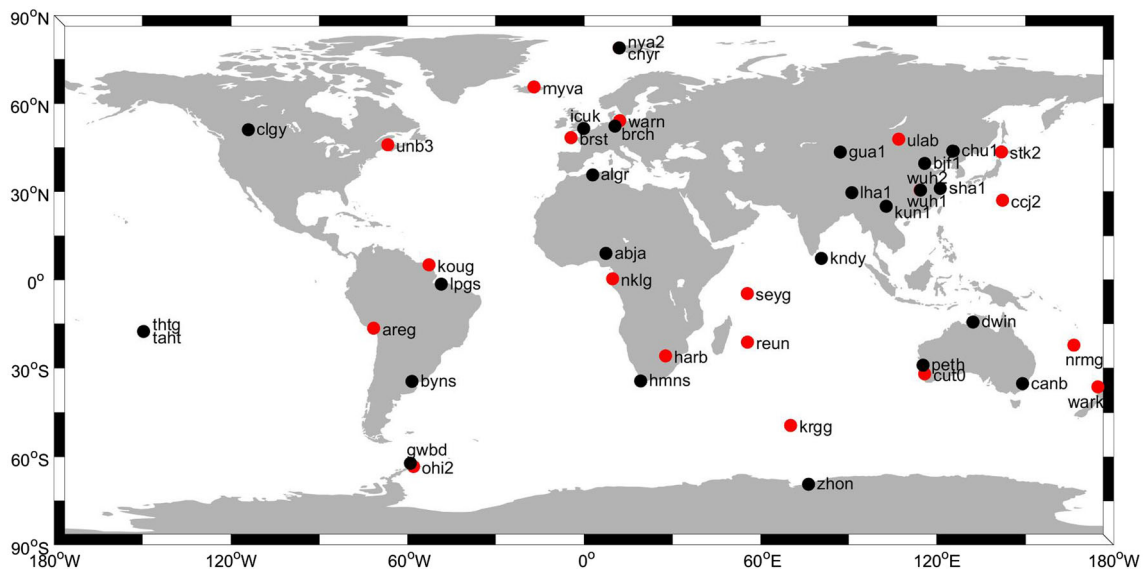 90°N
nya2
chyr
myva
60°N
icuk
warn
clgy
brch
brst
ulab
unb3
gua1
chu1
stk2
bjf1
algr
wuh2
30°N
lha1
sha1
wuh1
ccj2
kun1
abja
kndy
koug
0°
lpgs
nklg
seyg
thtg
taht
areg
dwin
reun
nrmg
harb
peth
30°S
byns
hmns
cut0
canb
wark
gwbd
krgg
60°S
ohi2
zhon
90°S
180°W 60°W 0° 60°E 120°E 180°W